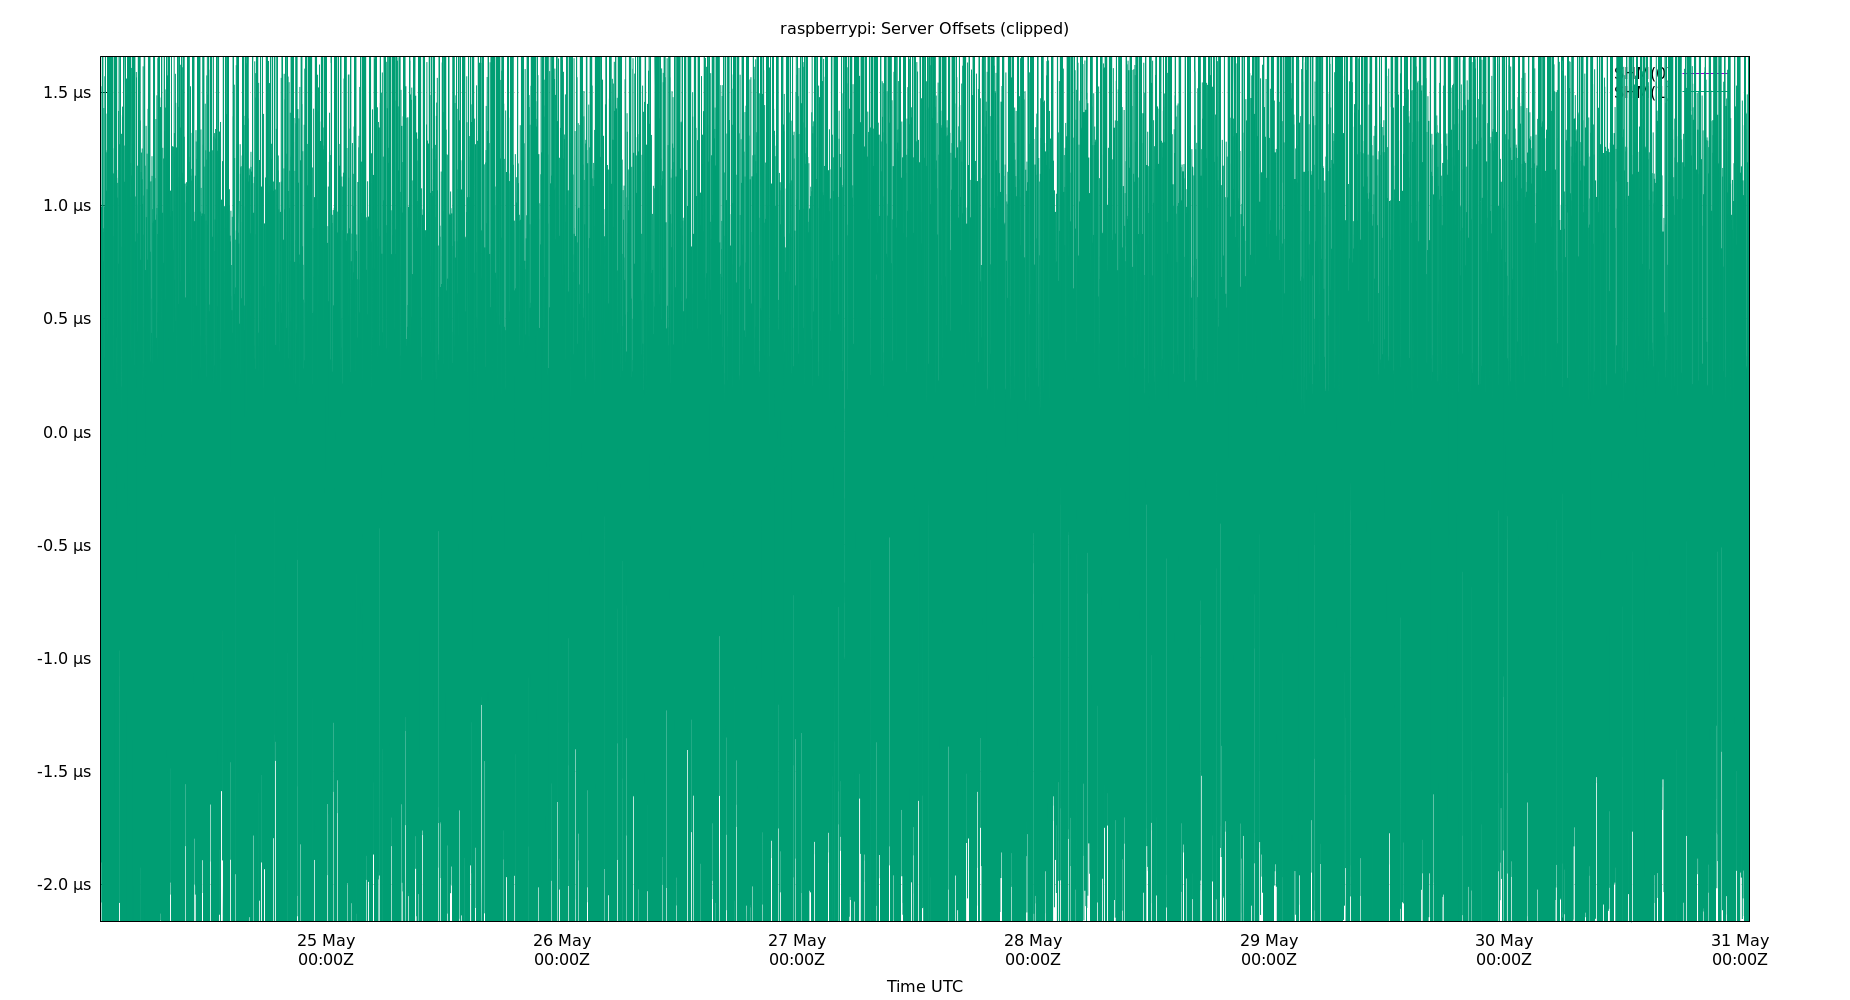 raspberrypi: Server Offsets (clipped)
SHM(0
SHM(
1.5 µs
1.0 µs
0.5 µs
0.0 µs
-0.5 µs
-1.0 µs
-1.5 µs
-2.0 µs
25 May 26 May 27 May 28 May 29 May 30 May 31 May
00:00Z 00:00Z 00:00Z 00:00Z 00:00Z 00:00Z 00:00Z
Time UTC